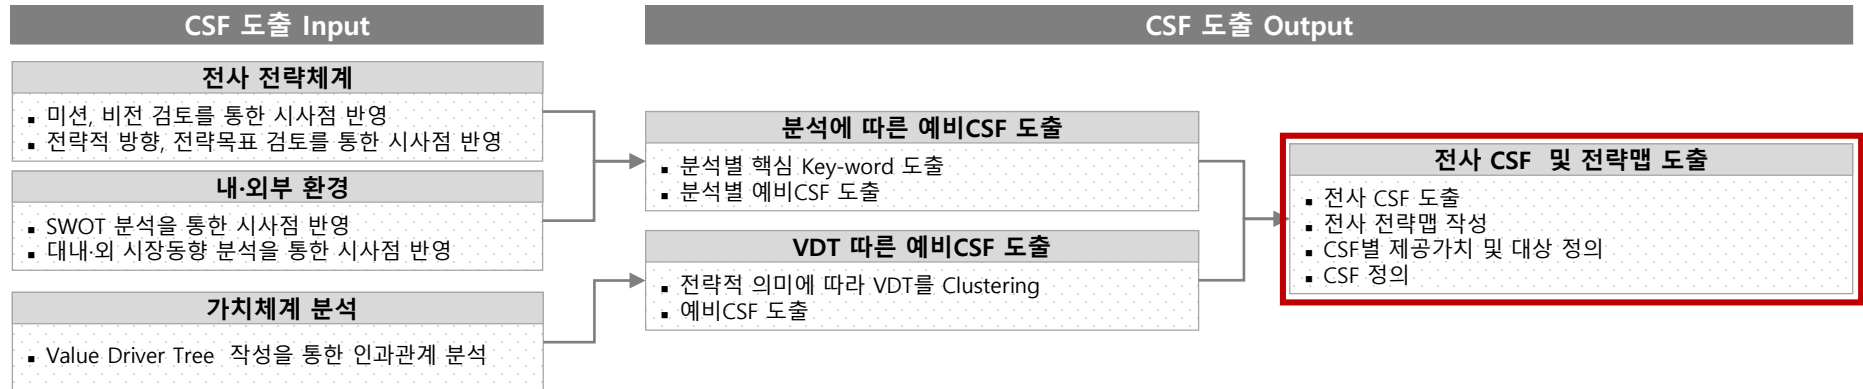 CSF 도출 Input
전사 전략체계
▪ 미션, 비전 검토를 통한 시사점 반영
▪ 전략적 방향, 전략목표 검토를 통한 시사점 반영
내·외부 환경
▪ SWOT 분석을 통한 시사점 반영
▪ 대내·외 시장동향 분석을 통한 시사점 반영
가치체계 분석
▪ Value Driver Tree 작성을 통한 인과관계 분석
CSF 도출 Output
분석에 따른 예비CSF 도출
▪ 분석별 핵심 Key-word 도출
▪ 분석별 예비CSF 도출
VDT 따른 예비CSF 도출
▪ 전략적 의미에 따라 VDT를 Clustering
▪ 예비CSF 도출
전사 CSF 및 전략맵 도출
▪ 전사 CSF 도출
▪ 전사 전략맵 작성
▪ CSF별 제공가치 및 대상 정의
▪ CSF 정의